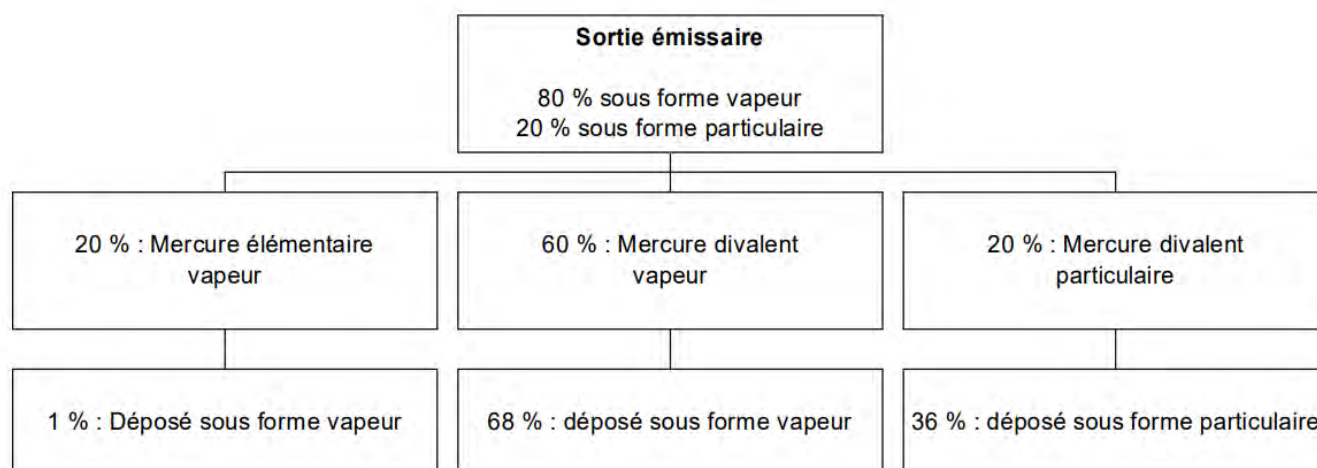 Sortie émissaire
80 % sous forme vapeur
20 % sous forme particulaire
20 % : Mercure élémentaire
vapeur
60 % : Mercure divalent
vapeur
20 % : Mercure divalent
particulaire
1 % : Déposé sous forme vapeur
68 % : déposé sous forme vapeur
36 % : déposé sous forme particulaire